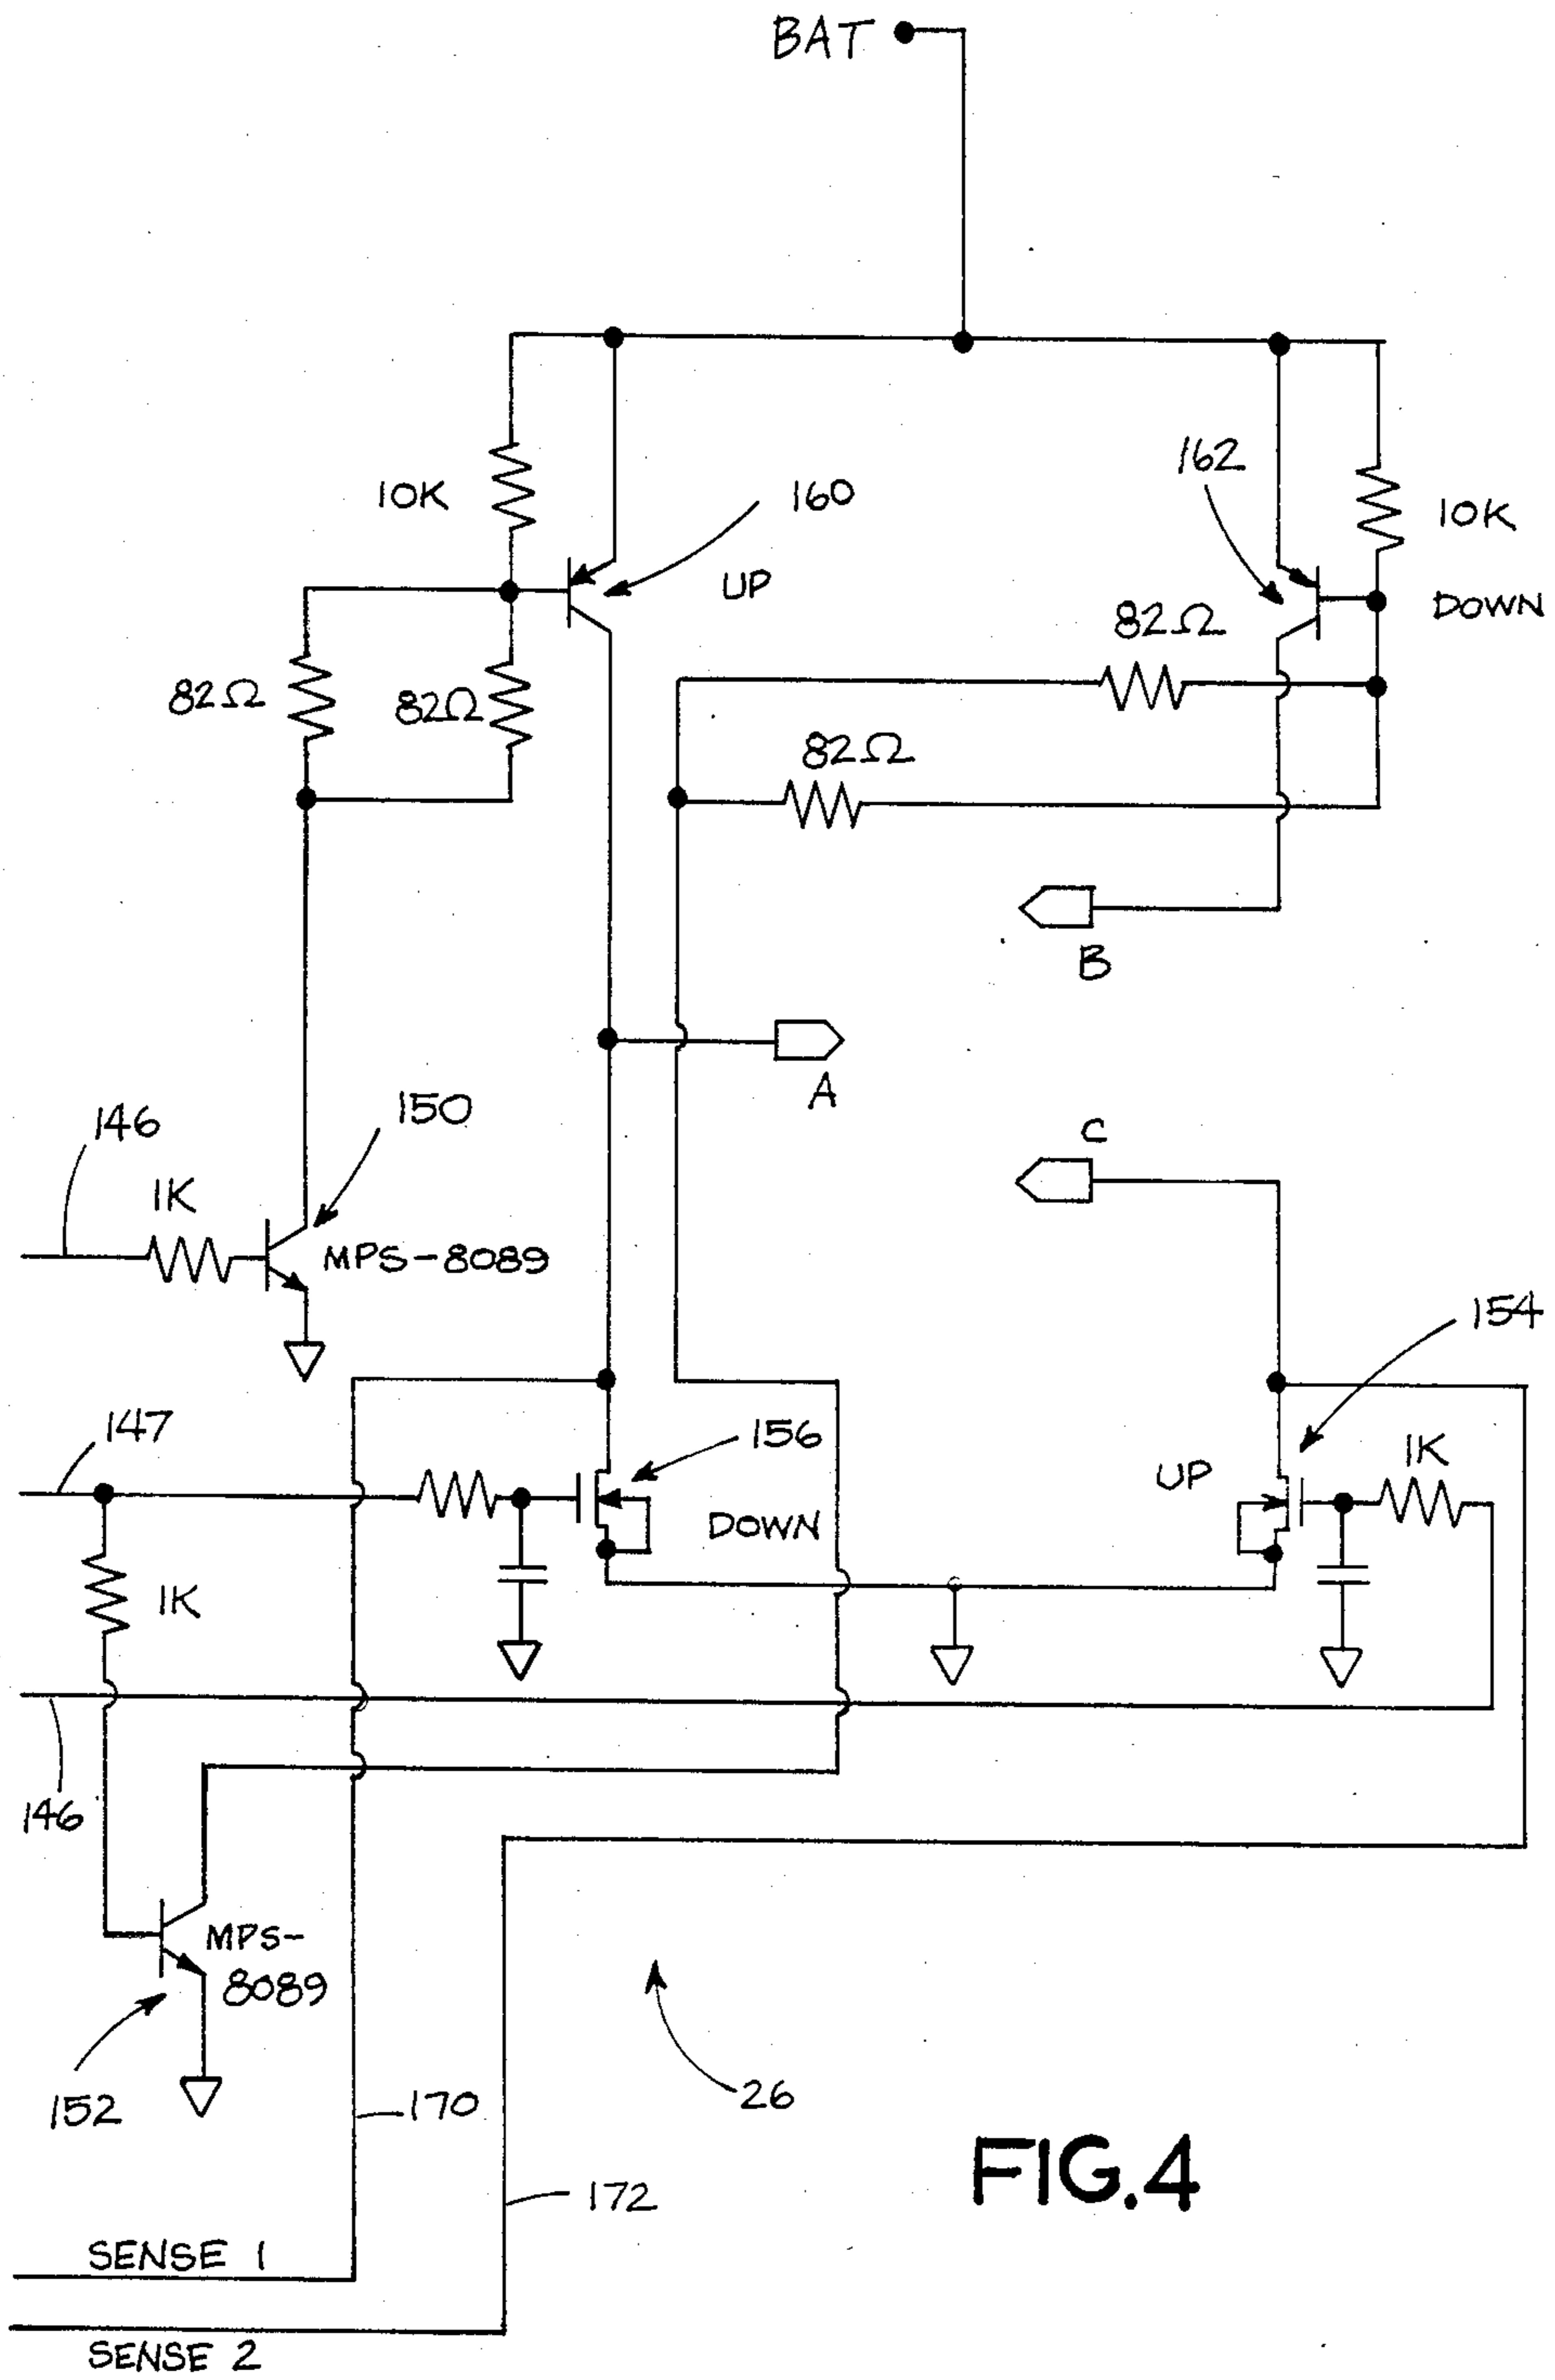 BAT
162
10K
160
10K
UP
DOWN
82Ω
82Ω
82Ω
82Ω
B
A
150
146
C
1K
MPS-8089
154
147
156
1K
UP
DOWN
1K
146
MPS-
8089
152
26
170
172
FIG.4
SENSE 1
SENSE 2